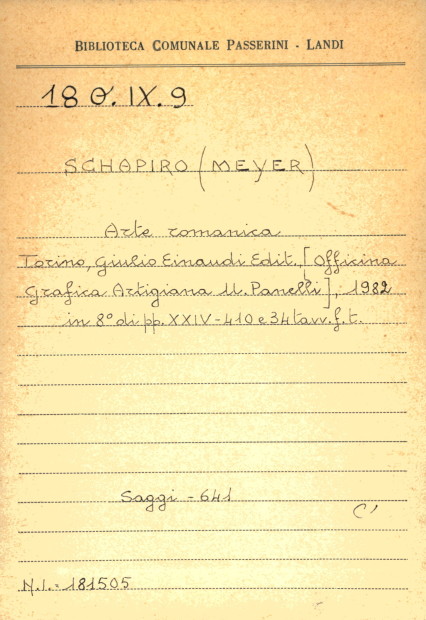 BIBLIOTECA COMUNALE PASSERINI - LANDI
18 O. IX. 9
SCHAPIRO (MEYER)
Arte romanica
Torino, Giulio Einaudi Edit., [Officina
Grafica Artigiana U. Panelli], 1982
in 8° di pp. XXIV-410 e 34 tavv. f. t.
Saggi - 641
C'
N.I. = 181505